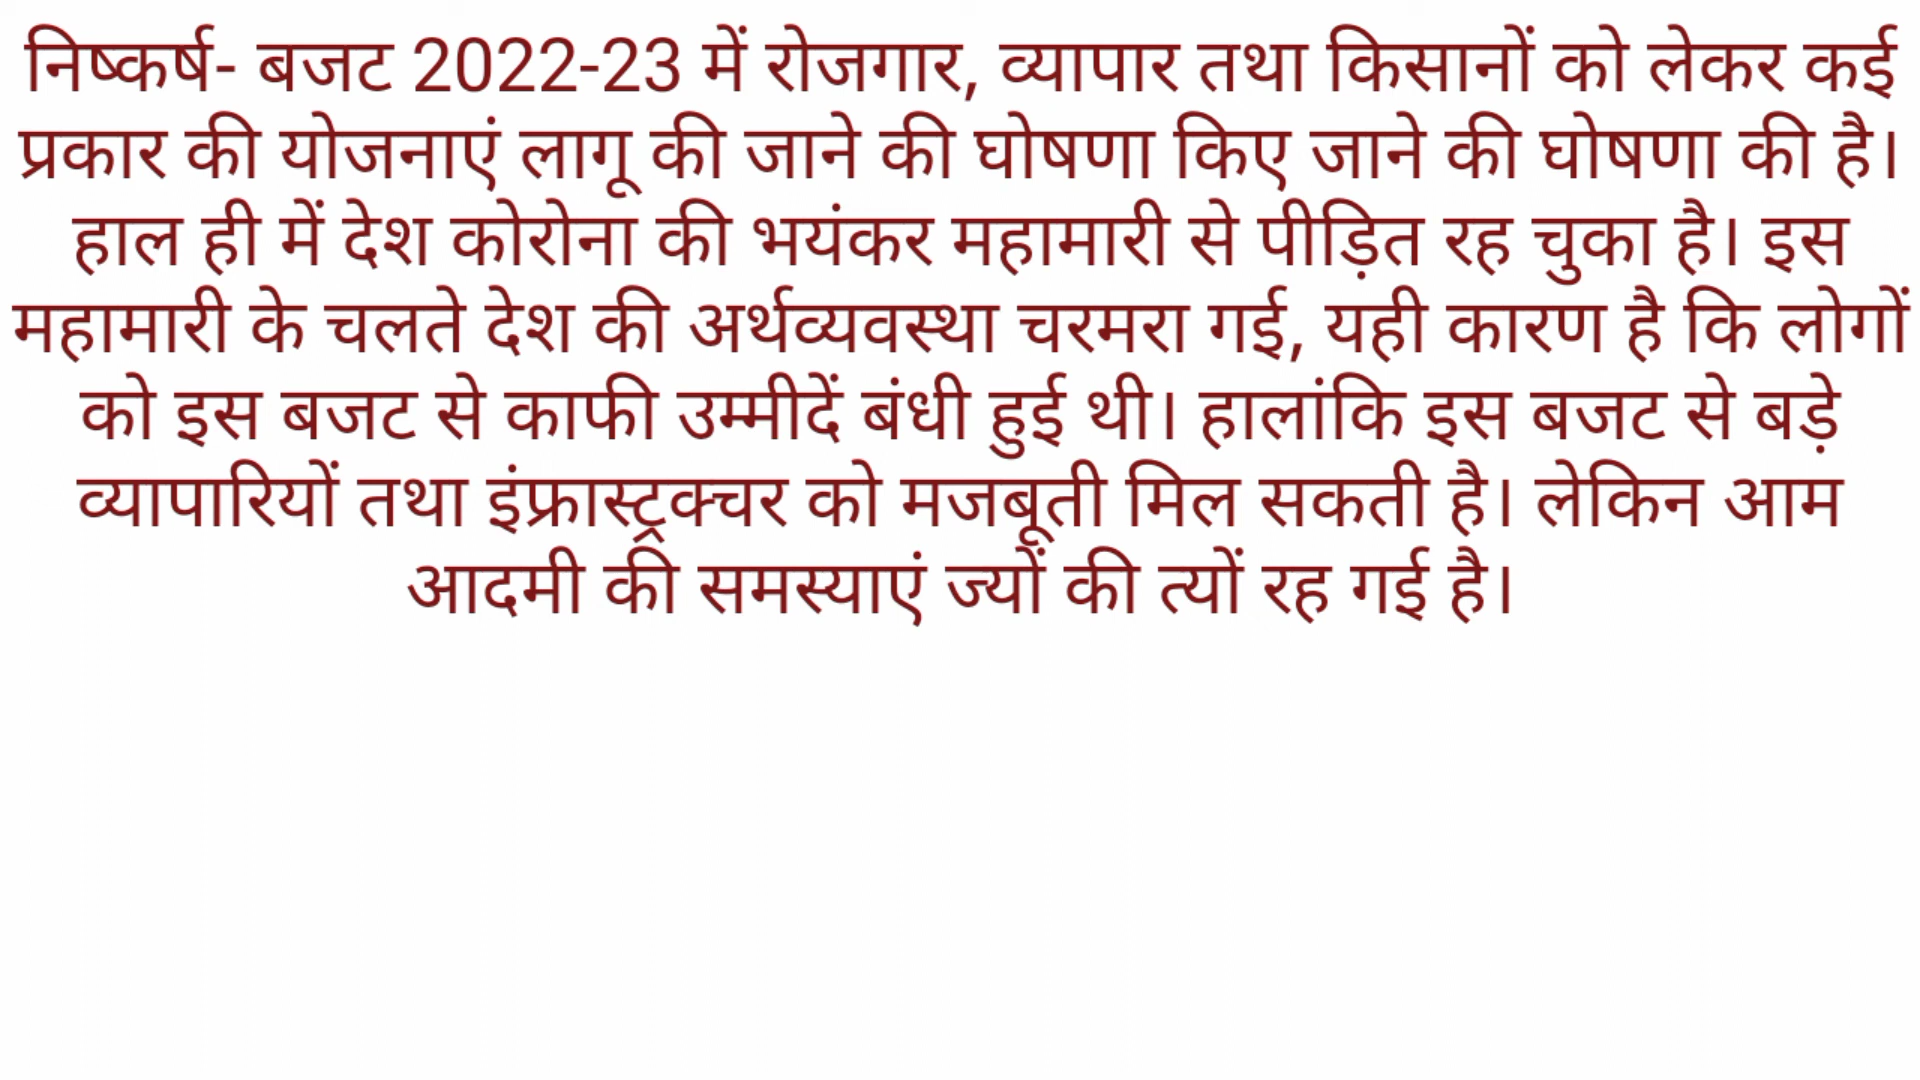 निष्कर्ष- बजट 2022-23 में रोजगार, व्यापार तथा किसानों को लेकर कई
प्रकार की योजनाएं लागू की जाने की घोषणा किए जाने की घोषणा की है।
हाल ही में देश कोरोना की भयंकर महामारी से पीड़ित रह चुका है। इस
महामारी के चलते देश की अर्थव्यवस्था चरमरा गई, यही कारण है कि लोगों
को इस बजट से काफी उम्मीदें बंधी हुई थी। हालांकि इस बजट से बड़े
व्यापारियों तथा इंफ्रास्ट्रक्चर को मजबूती मिल सकती है। लेकिन आम
आदमी की समस्याएं ज्यों की त्यों रह गई है।